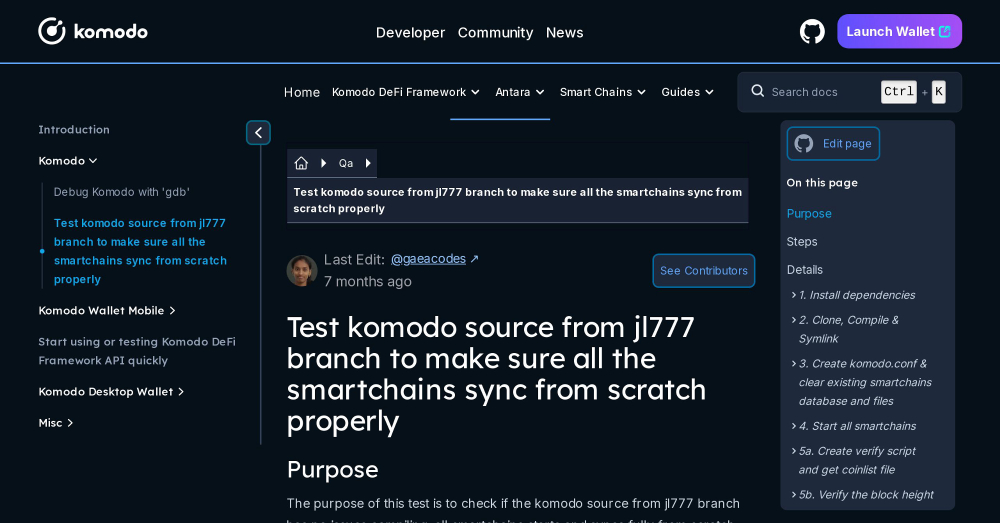 komodo
Developer Community News
Launch Wallet
Home Komodo DeFi Framework Antara Smart Chains Guides
Search docs Ctrl + K
Introduction
Komodo
Debug Komodo with 'gdb'
Test komodo source from jl777
branch to make sure all the
smartchains sync from scratch
properly
Komodo Wallet Mobile
Start using or testing Komodo DeFi
Framework API quickly
Komodo Desktop Wallet
Misc
Qa
Test komodo source from jl777 branch to make sure all the smartchains sync from
scratch properly
Last Edit: @gaeacodes ↗
7 months ago
See Contributors
Test komodo source from jl777
branch to make sure all the
smartchains sync from scratch
properly
Purpose
The purpose of this test is to check if the komodo source from jl777 branch
Edit page
On this page
Purpose
Steps
Details
1. Install dependencies
2. Clone, Compile &
Symlink
3. Create komodo.conf &
clear existing smartchains
database and files
4. Start all smartchains
5a. Create verify script
and get coinlist file
5b. Verify the block height